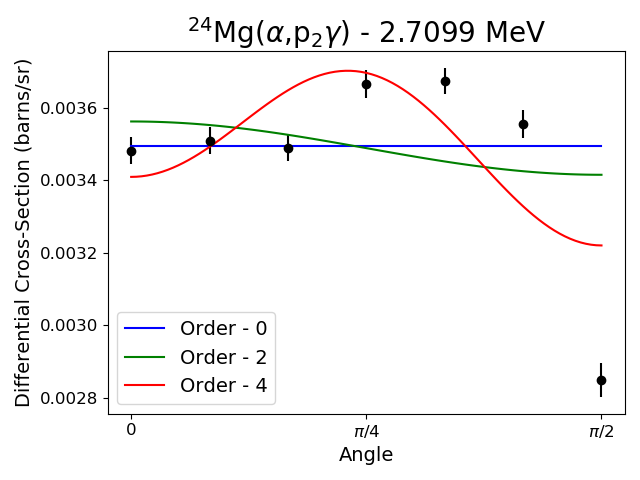 ²⁴Mg(α,p₂γ) - 2.7099 MeV
Differential Cross-Section (barns/sr)
0.0036
0.0034
0.0032
0.0030
0.0028
Order - 0
Order - 2
Order - 4
0
π/4
π/2
Angle